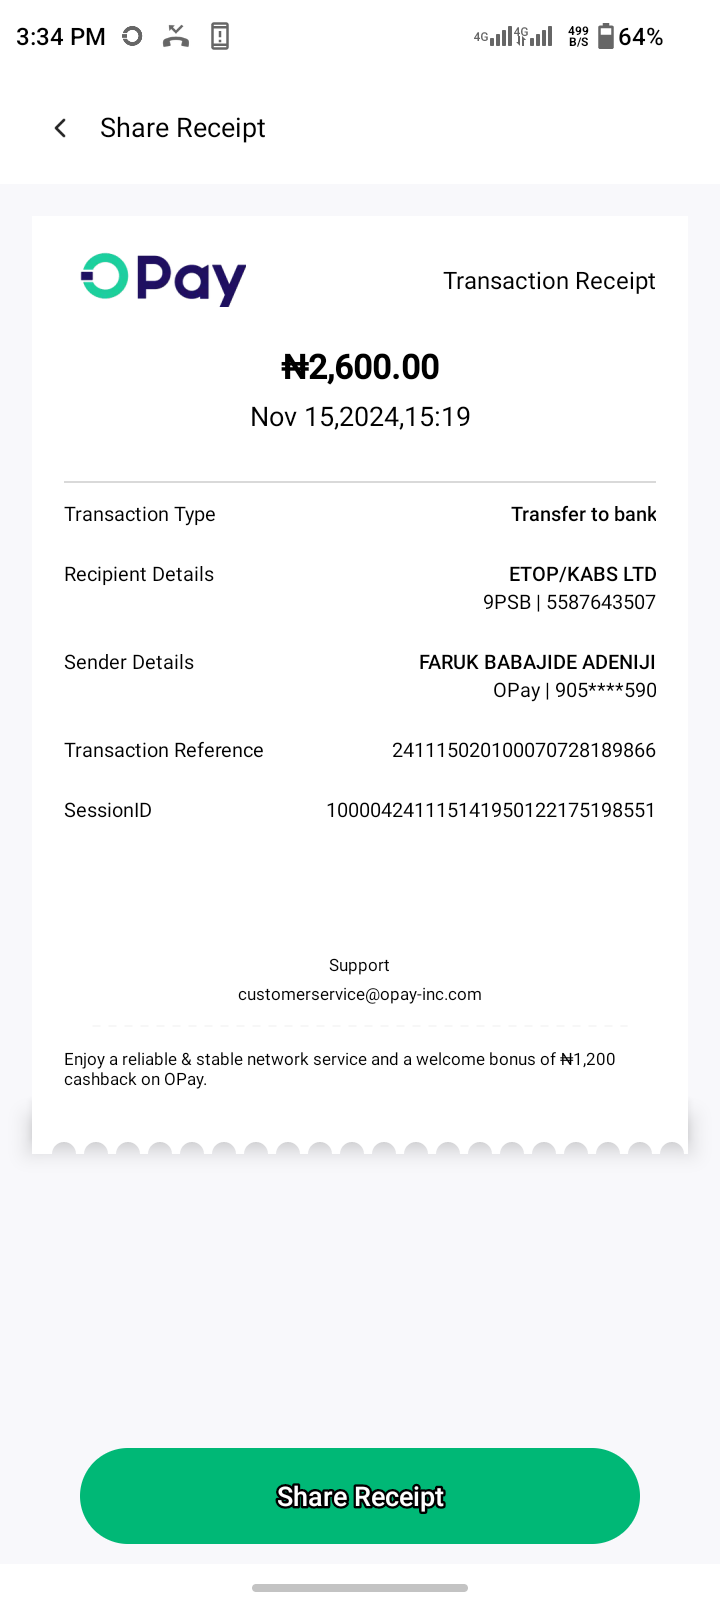 3:34 PM 4G 4G 499 B/S 64%
Share Receipt
OPay Transaction Receipt
₦2,600.00
Nov 15,2024,15:19
Transaction Type Transfer to bank
Recipient Details ETOP/KABS LTD
9PSB | 5587643507
Sender Details FARUK BABAJIDE ADENIJI
OPay | 905****590
Transaction Reference 241115020100070728189866
SessionID 100004241115141950122175198551
Support
customerservice@opay-inc.com
Enjoy a reliable & stable network service and a welcome bonus of ₦1,200
cashback on OPay.
Share Receipt